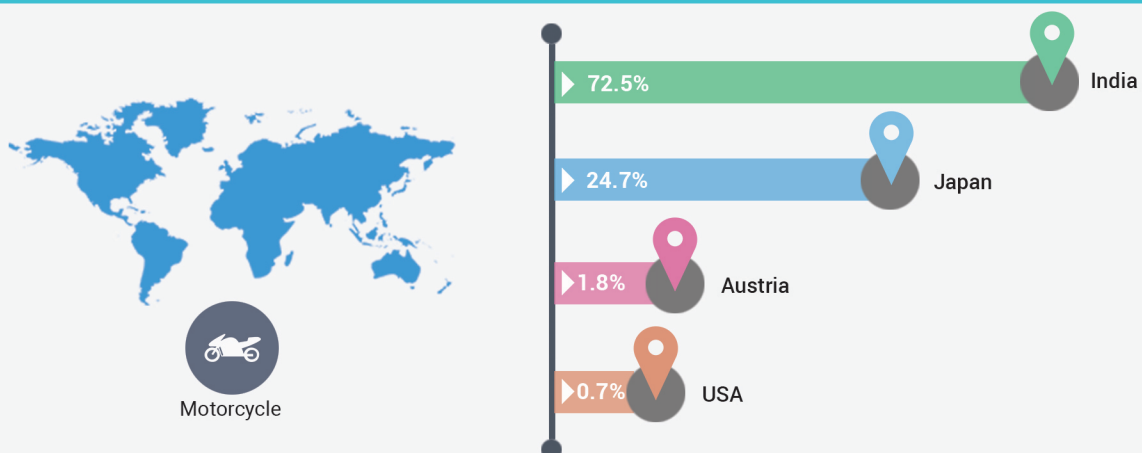 72.5%
India
24.7%
Japan
1.8%
Austria
0.7%
USA
Motorcycle